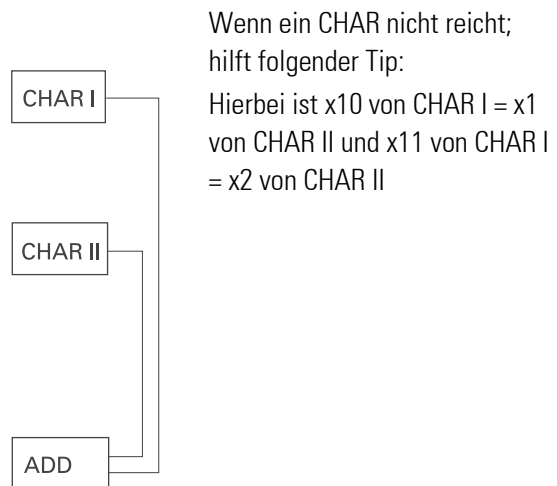 Wenn ein CHAR nicht reicht;
hilft folgender Tip:
Hierbei ist x10 von CHAR I = x1
von CHAR II und x11 von CHAR I
= x2 von CHAR II
CHAR I
CHAR II
ADD